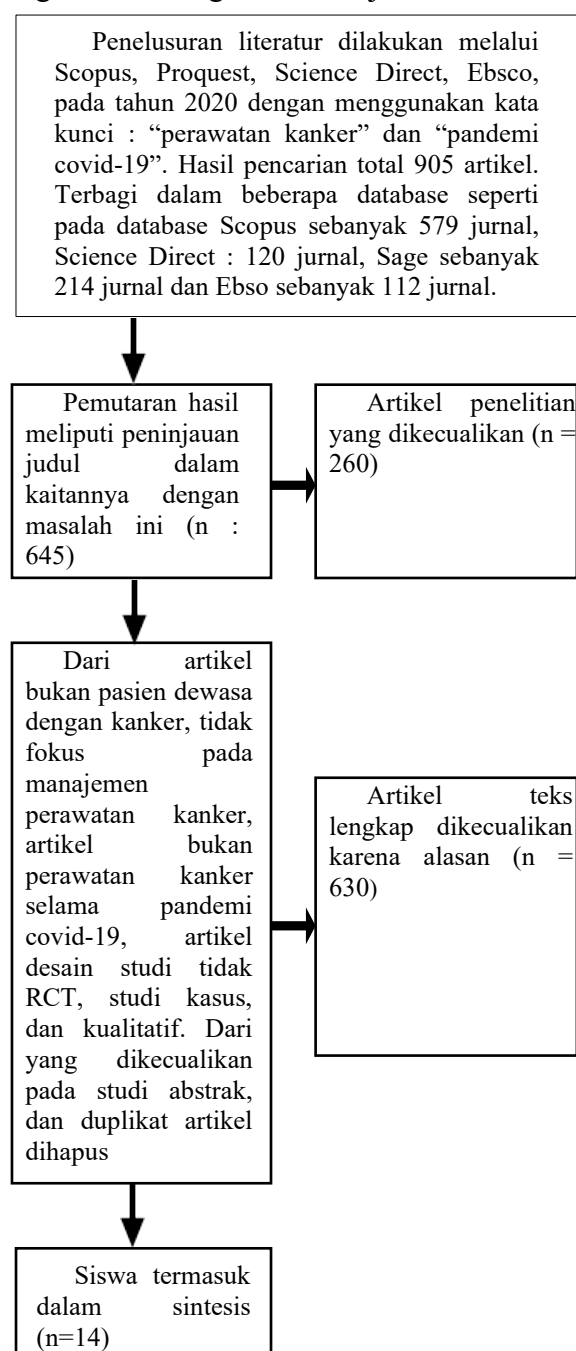 Penelusuran literatur dilakukan melalui
Scopus, Proquest, Science Direct, Ebsco,
pada tahun 2020 dengan menggunakan kata
kunci : “perawatan kanker” dan “pandemi
covid-19”. Hasil pencarian total 905 artikel.
Terbagi dalam beberapa database seperti
pada database Scopus sebanyak 579 jurnal,
Science Direct : 120 jurnal, Sage sebanyak
214 jurnal dan Ebso sebanyak 112 jurnal.
Pemutaran hasil
meliputi peninjauan
judul dalam
kaitannya dengan
masalah ini (n :
645)
Artikel penelitian
yang dikecualikan (n =
260)
Dari artikel
bukan pasien dewasa
dengan kanker, tidak
fokus pada
manajemen
perawatan kanker,
artikel bukan
perawatan kanker
selama pandemi
covid-19, artikel
desain studi tidak
RCT, studi kasus,
dan kualitatif. Dari
yang dikecualikan
pada studi abstrak,
dan duplikat artikel
dihapus
Artikel teks
lengkap dikecualikan
karena alasan (n =
630)
Siswa termasuk
dalam sintesis
(n=14)